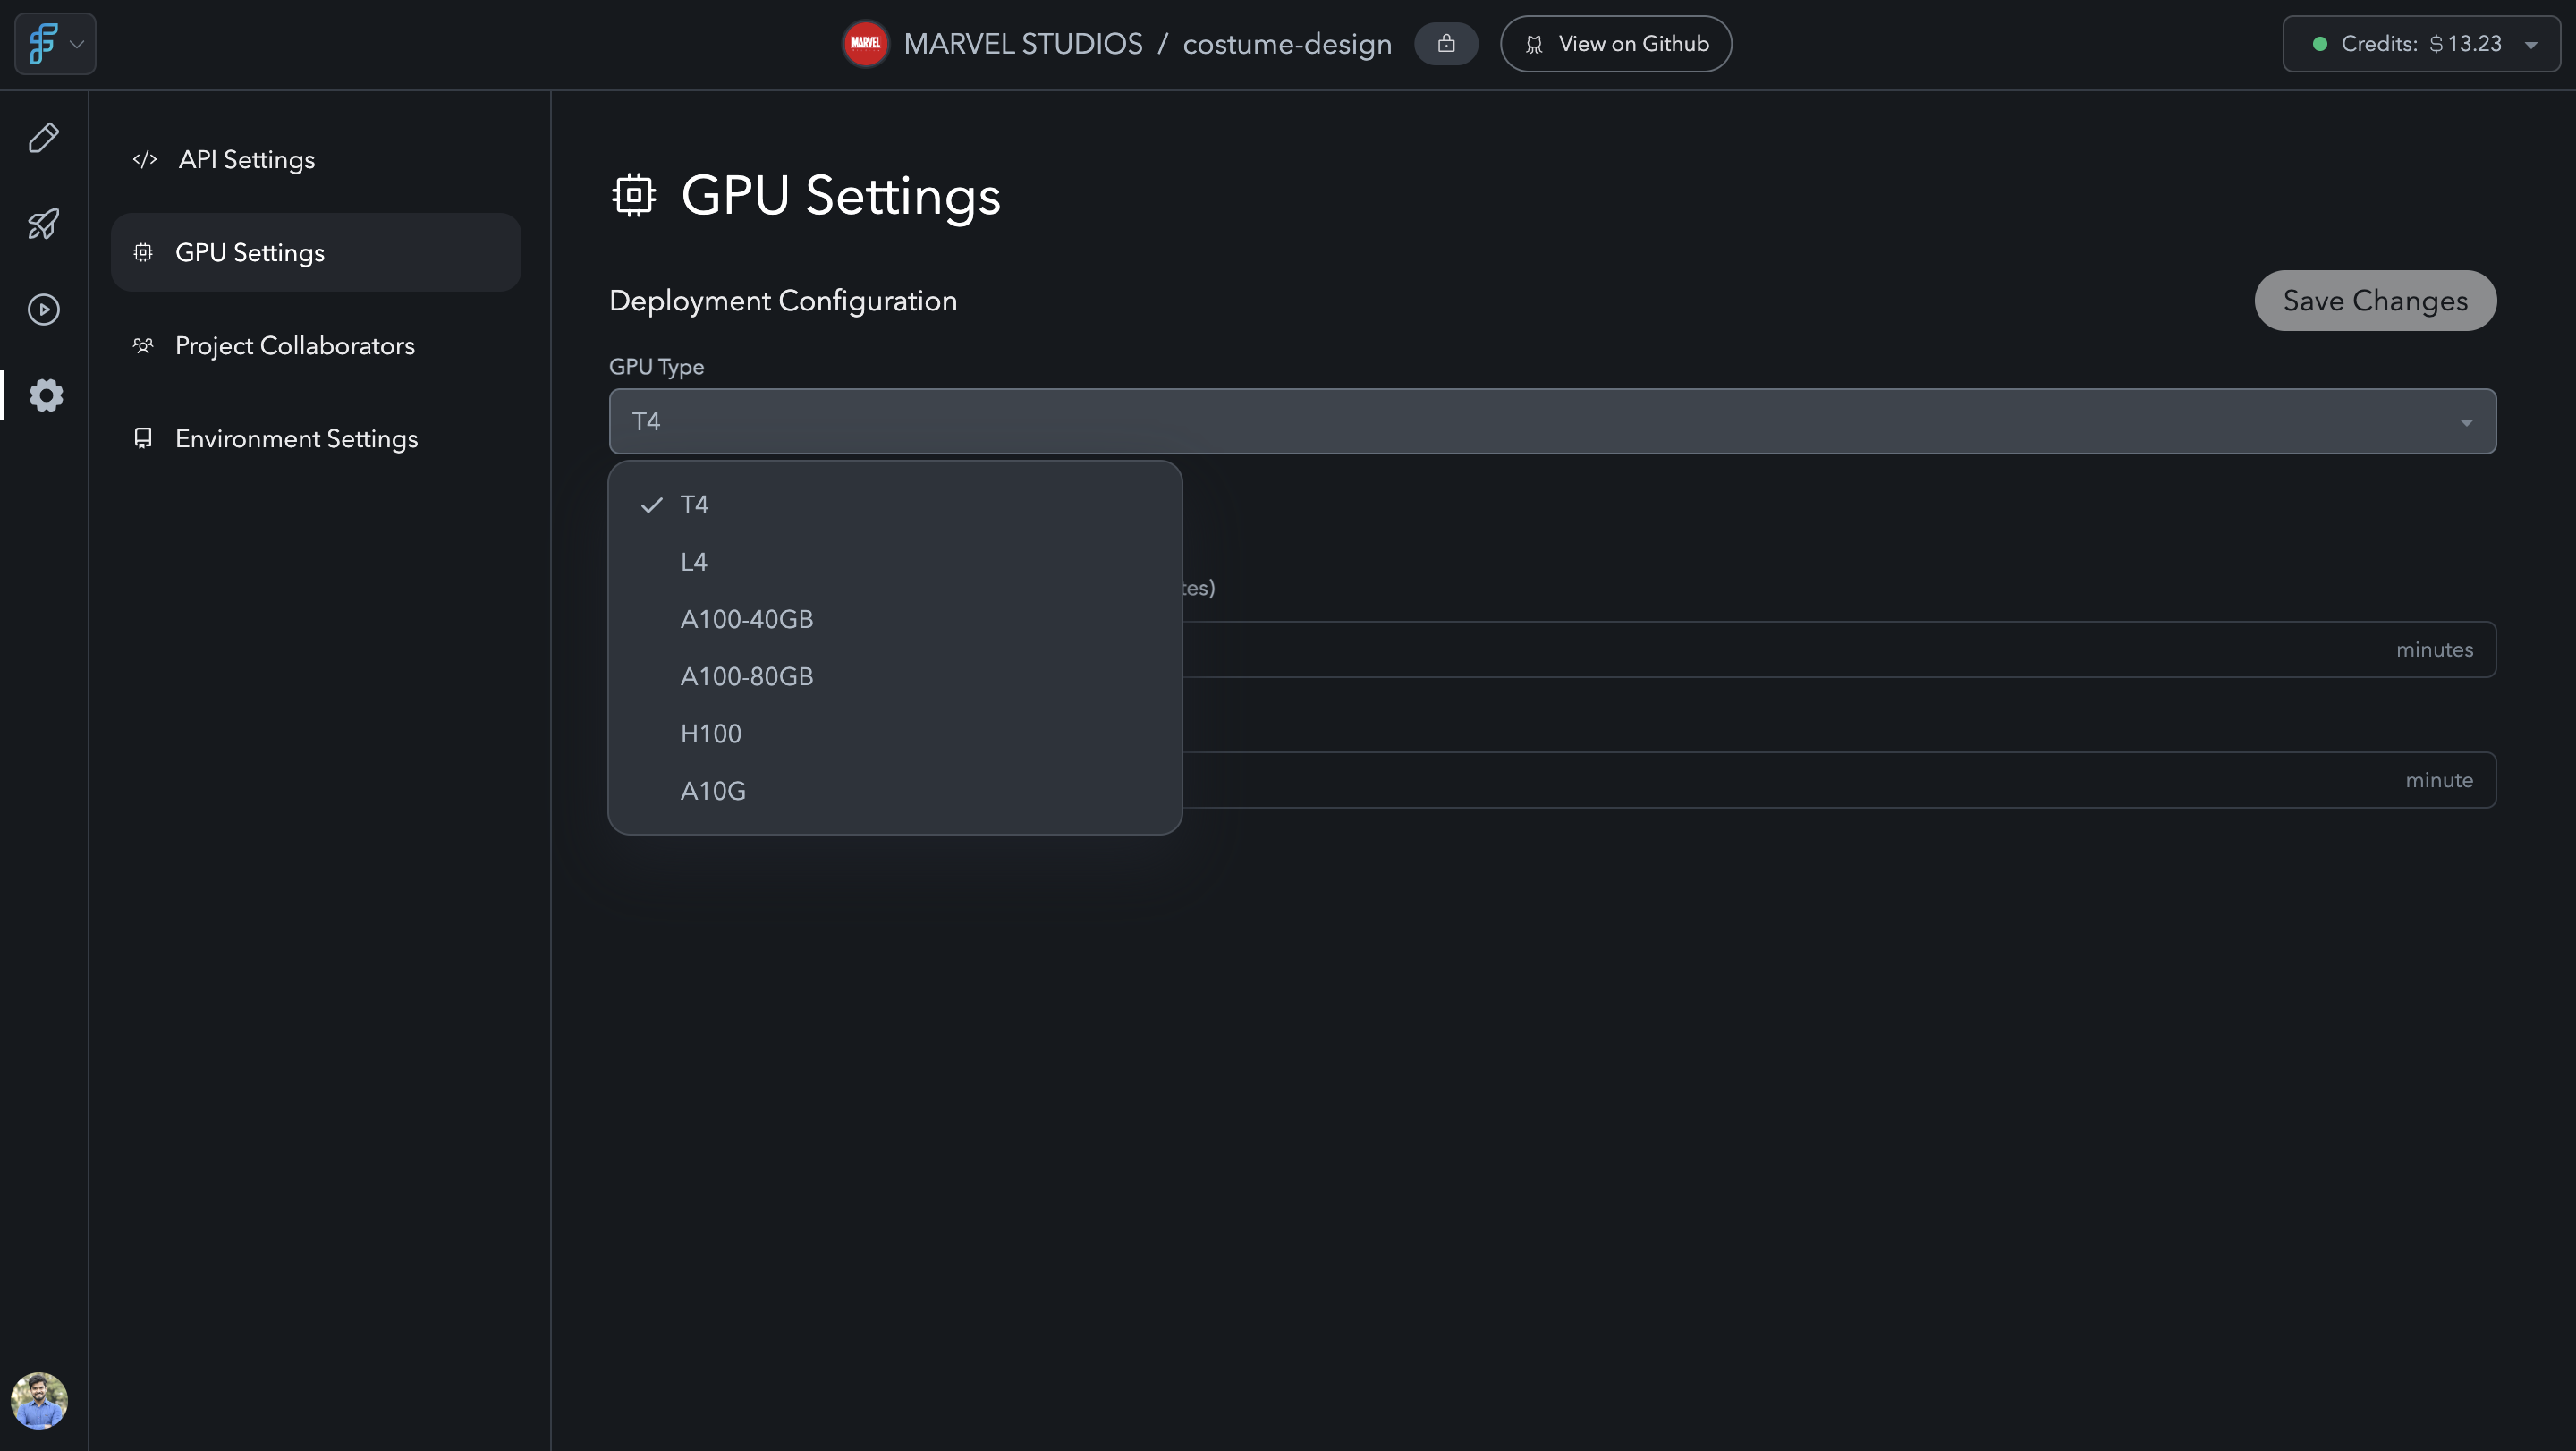 MARVEL
MARVEL STUDIOS / costume-design
View on Github
Credits: $ 13.23
</> API Settings
GPU Settings
Project Collaborators
Environment Settings
GPU Settings
Deployment Configuration
Save Changes
GPU Type
T4
T4
L4
A100-40GB
A100-80GB
H100
A10G
tes)
minutes
minute